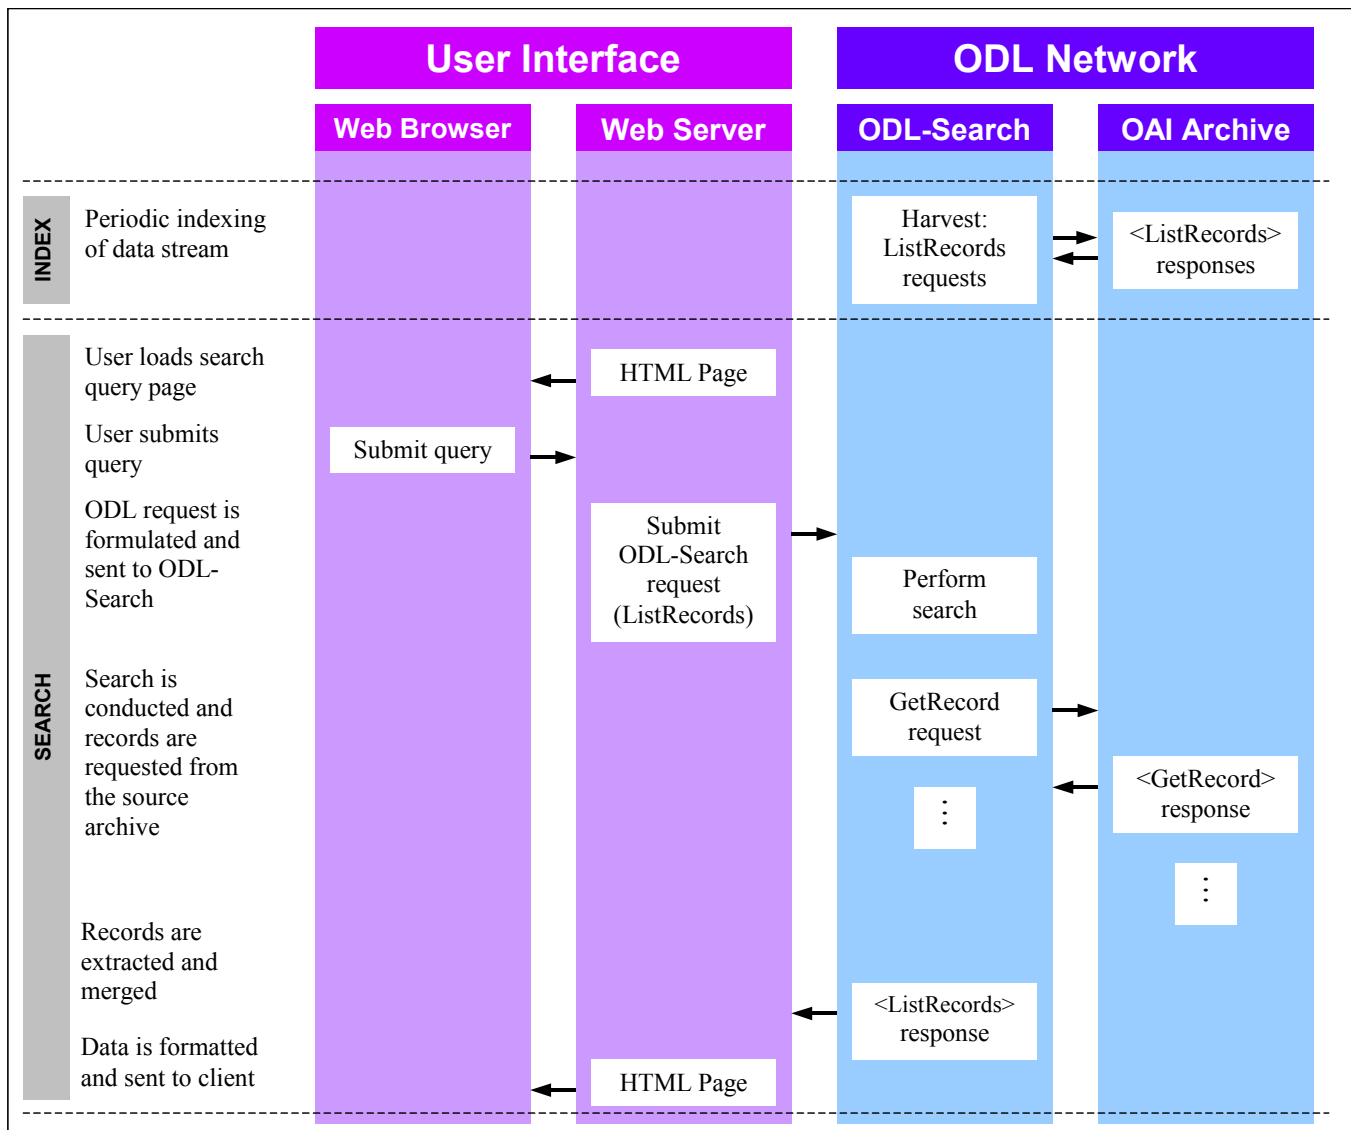 User Interface
ODL Network
Web Browser
Web Server
ODL-Search
OAI Archive
INDEX
Periodic indexing
of data stream
Harvest:
ListRecords
requests
<ListRecords>
responses
SEARCH
User loads search
query page
HTML Page
User submits
query
Submit query
ODL request is
formulated and
sent to ODL-
Search
Submit
ODL-Search
request
(ListRecords)
Perform
search
Search is
conducted and
records are
requested from
the source
archive
GetRecord
request
<GetRecord>
response
⋮
⋮
Records are
extracted and
merged
<ListRecords>
response
Data is formatted
and sent to client
HTML Page